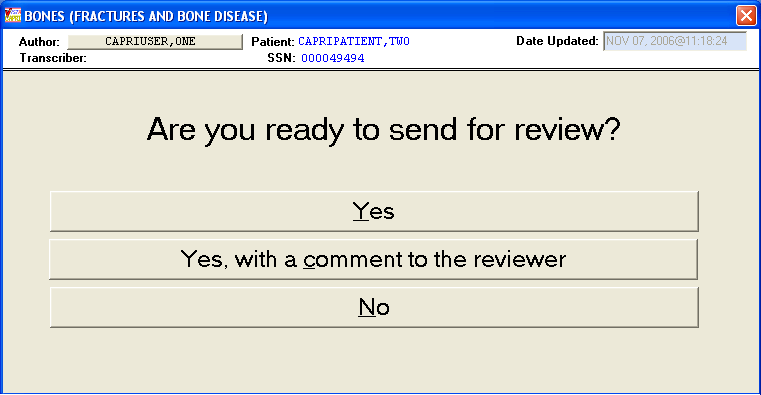 BONES (FRACTURES AND BONE DISEASE)
Author: CAPRIUSER,ONE Patient: CAPRIPATIENT,TWO Date Updated: NOV 07, 2006@11:18:24
Transcriber: SSN: 000049494
Are you ready to send for review?
Yes
Yes, with a comment to the reviewer
No